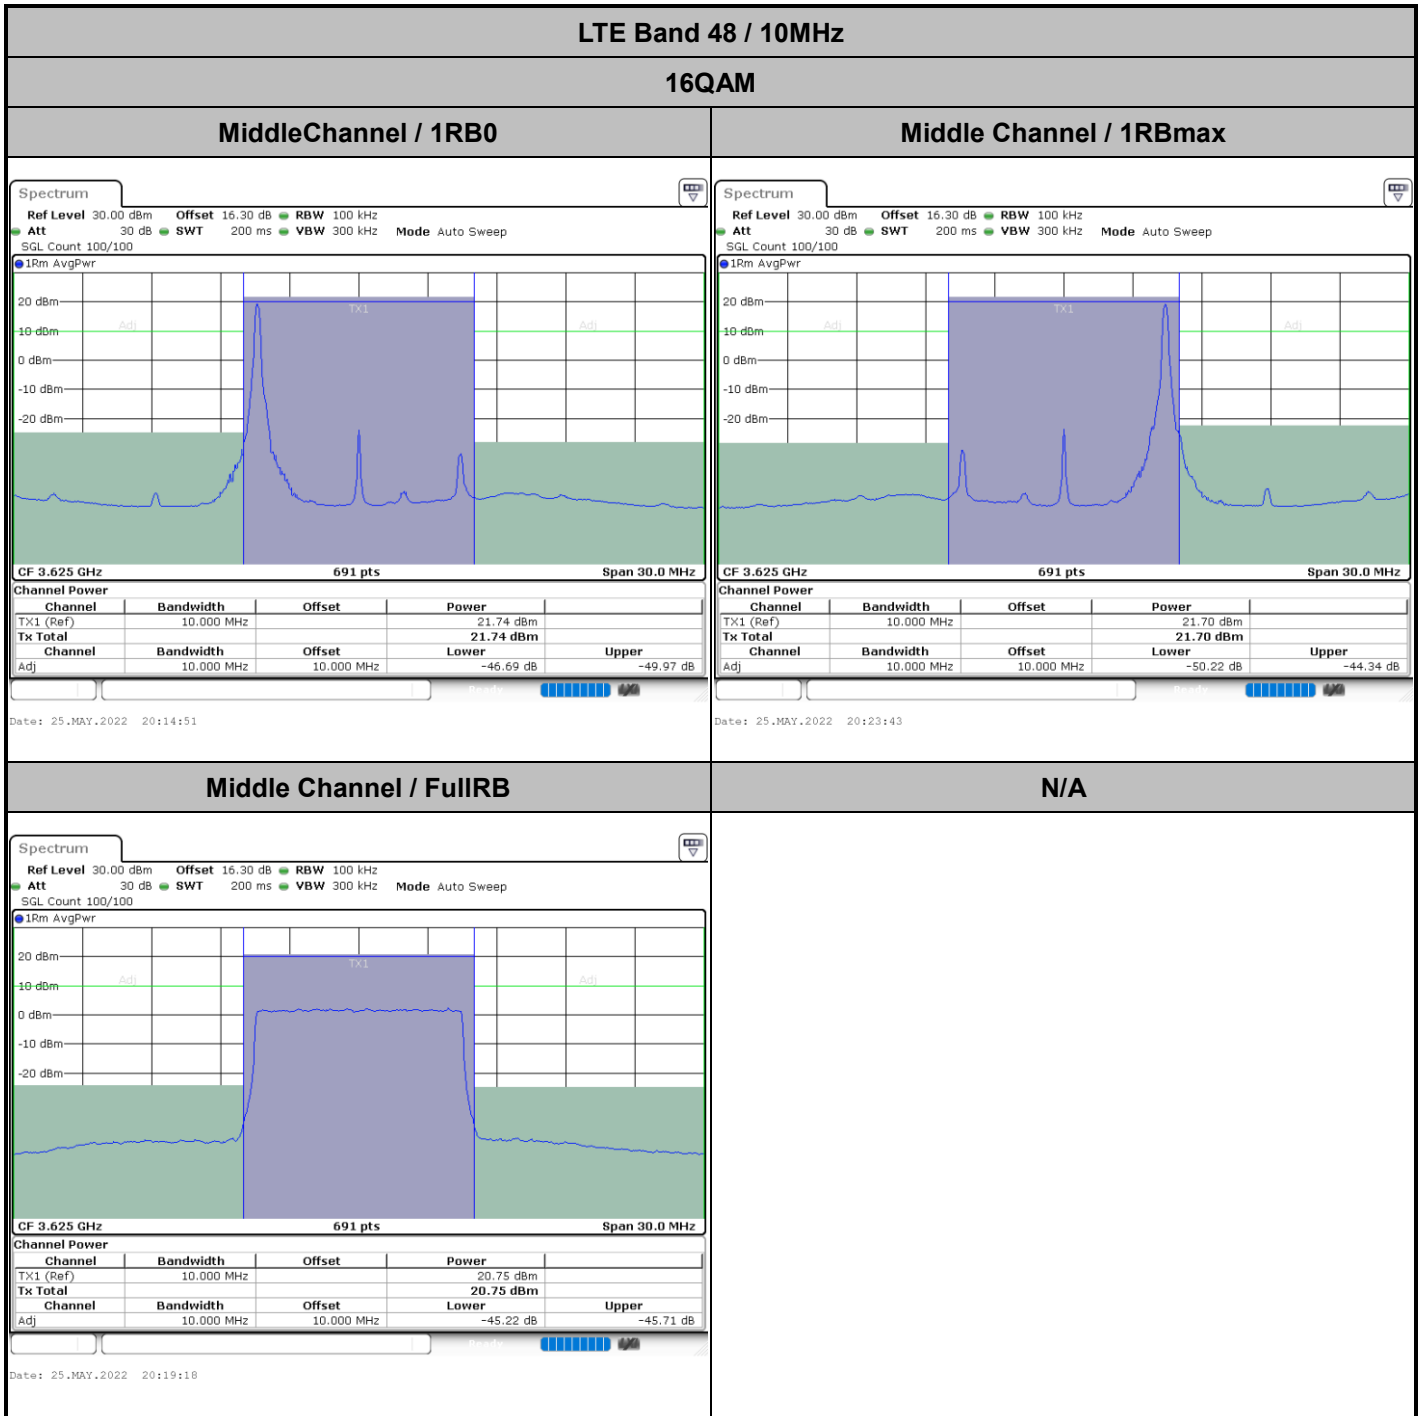 LTE Band 48 / 10MHz
16QAM
MiddleChannel / 1RB0
Middle Channel / 1RBmax
Spectrum
Ref Level 30.00 dBm Offset 16.30 dB RBW 100 kHz
Att 30 dB SWT 200 ms VBW 300 kHz Mode Auto Sweep
SGL Count 100/100
1Rm AvgPwr
TX1
20 dBm
Adj
Adj
10 dBm
0 dBm
-10 dBm
-20 dBm
CF 3.625 GHz 691 pts Span 30.0 MHz
Channel Power
Channel Bandwidth Offset Power
TX1 (Ref) 10.000 MHz 21.74 dBm
Tx Total 21.74 dBm
Channel Bandwidth Offset Lower Upper
Adj 10.000 MHz 10.000 MHz -46.69 dB -49.97 dB
Ready
Date: 25.MAY.2022 20:14:51
Spectrum
Ref Level 30.00 dBm Offset 16.30 dB RBW 100 kHz
Att 30 dB SWT 200 ms VBW 300 kHz Mode Auto Sweep
SGL Count 100/100
1Rm AvgPwr
TX1
20 dBm
Adj
Adj
10 dBm
0 dBm
-10 dBm
-20 dBm
CF 3.625 GHz 691 pts Span 30.0 MHz
Channel Power
Channel Bandwidth Offset Power
TX1 (Ref) 10.000 MHz 21.70 dBm
Tx Total 21.70 dBm
Channel Bandwidth Offset Lower Upper
Adj 10.000 MHz 10.000 MHz -50.22 dB -44.34 dB
Ready
Date: 25.MAY.2022 20:23:43
Middle Channel / FullRB
N/A
Spectrum
Ref Level 30.00 dBm Offset 16.30 dB RBW 100 kHz
Att 30 dB SWT 200 ms VBW 300 kHz Mode Auto Sweep
SGL Count 100/100
1Rm AvgPwr
TX1
20 dBm
Adj
Adj
10 dBm
0 dBm
-10 dBm
-20 dBm
CF 3.625 GHz 691 pts Span 30.0 MHz
Channel Power
Channel Bandwidth Offset Power
TX1 (Ref) 10.000 MHz 20.75 dBm
Tx Total 20.75 dBm
Channel Bandwidth Offset Lower Upper
Adj 10.000 MHz 10.000 MHz -45.22 dB -45.71 dB
Ready
Date: 25.MAY.2022 20:19:18